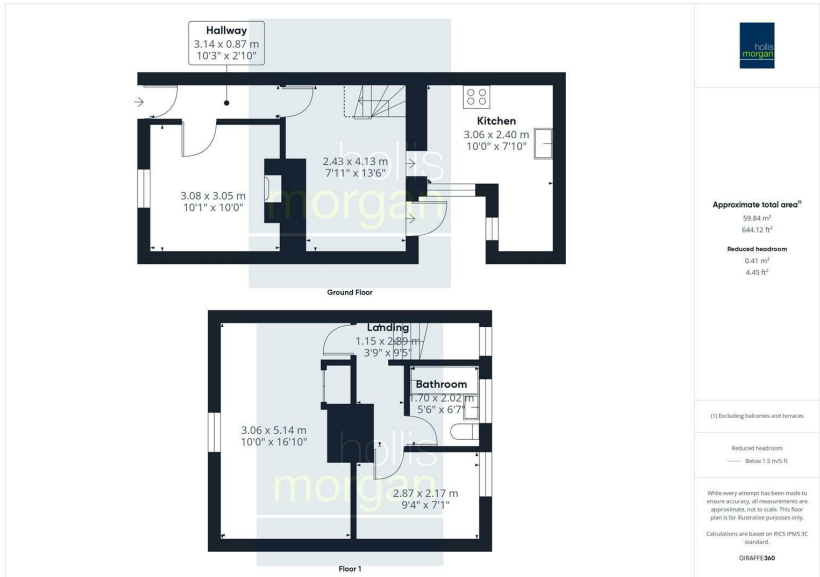 Hallway
3.14 x 0.87 m
10'3" x 2'10"
Kitchen
3.06 x 2.40 m
10'0" x 7'10"
2.43 x 4.13 m
7'11" x 13'6"
3.08 x 3.05 m
10'1" x 10'0"
hollis
morgan
Ground Floor
Landing
1.15 x 2.89 m
3'9" x 9'5"
Bathroom
1.70 x 2.02 m
5'6" x 6'7"
3.06 x 5.14 m
10'0" x 16'10"
2.87 x 2.17 m
9'4" x 7'1"
hollis
morgan
Floor 1
hollis
morgan
Approximate total area(1)
59.84 m²
644.12 ft²
Reduced headroom
0.41 m²
4.45 ft²
(1) Excluding balconies and terraces
Reduced headroom
Below 1.5 m/5 ft
While every attempt has been made to
ensure accuracy, all measurements are
approximate, not to scale. This floor
plan is for illustrative purposes only.
Calculations are based on RICS IPMS 3C
standard.
GIRAFFE360